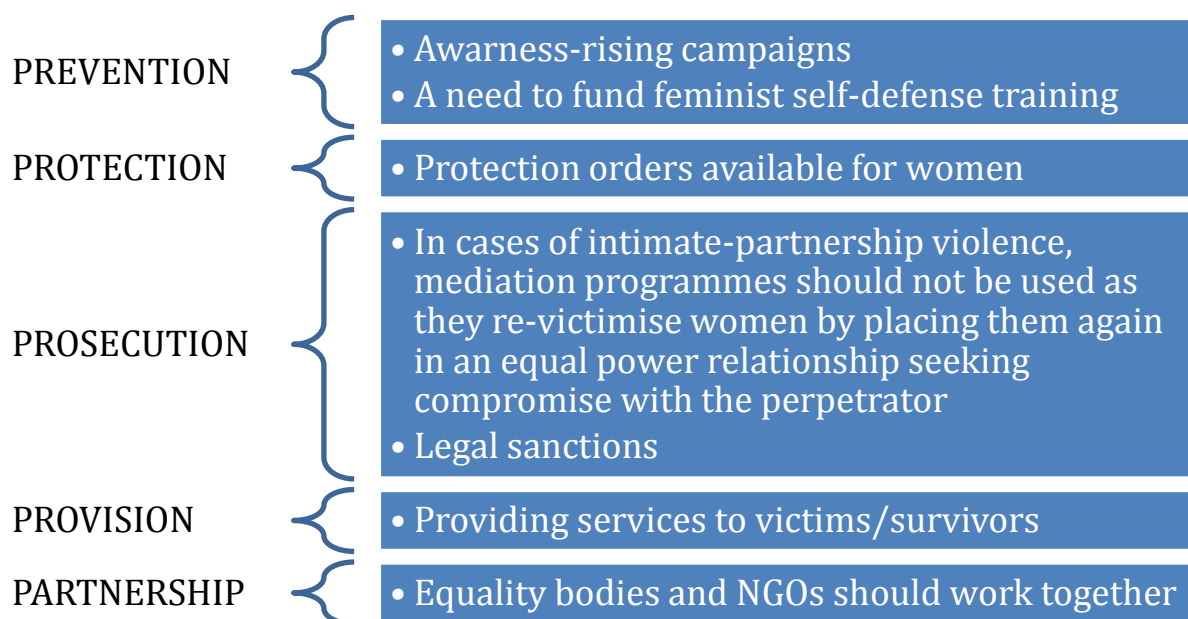 PREVENTION
• Awarness-rising campaigns
• A need to fund feminist self-defense training
PROTECTION
• Protection orders available for women
PROSECUTION
• In cases of intimate-partnership violence,
mediation programmes should not be used as
they re-victimise women by placing them again
in an equal power relationship seeking
compromise with the perpetrator
• Legal sanctions
PROVISION
• Providing services to victims/survivors
PARTNERSHIP
• Equality bodies and NGOs should work together